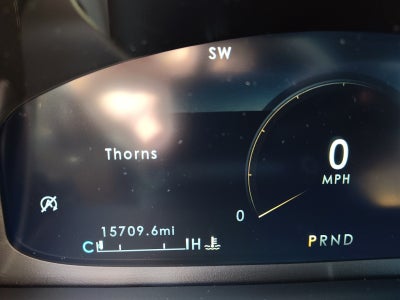 SW
Thorns
0
MPH
0
15709.6mi
C H
PRND